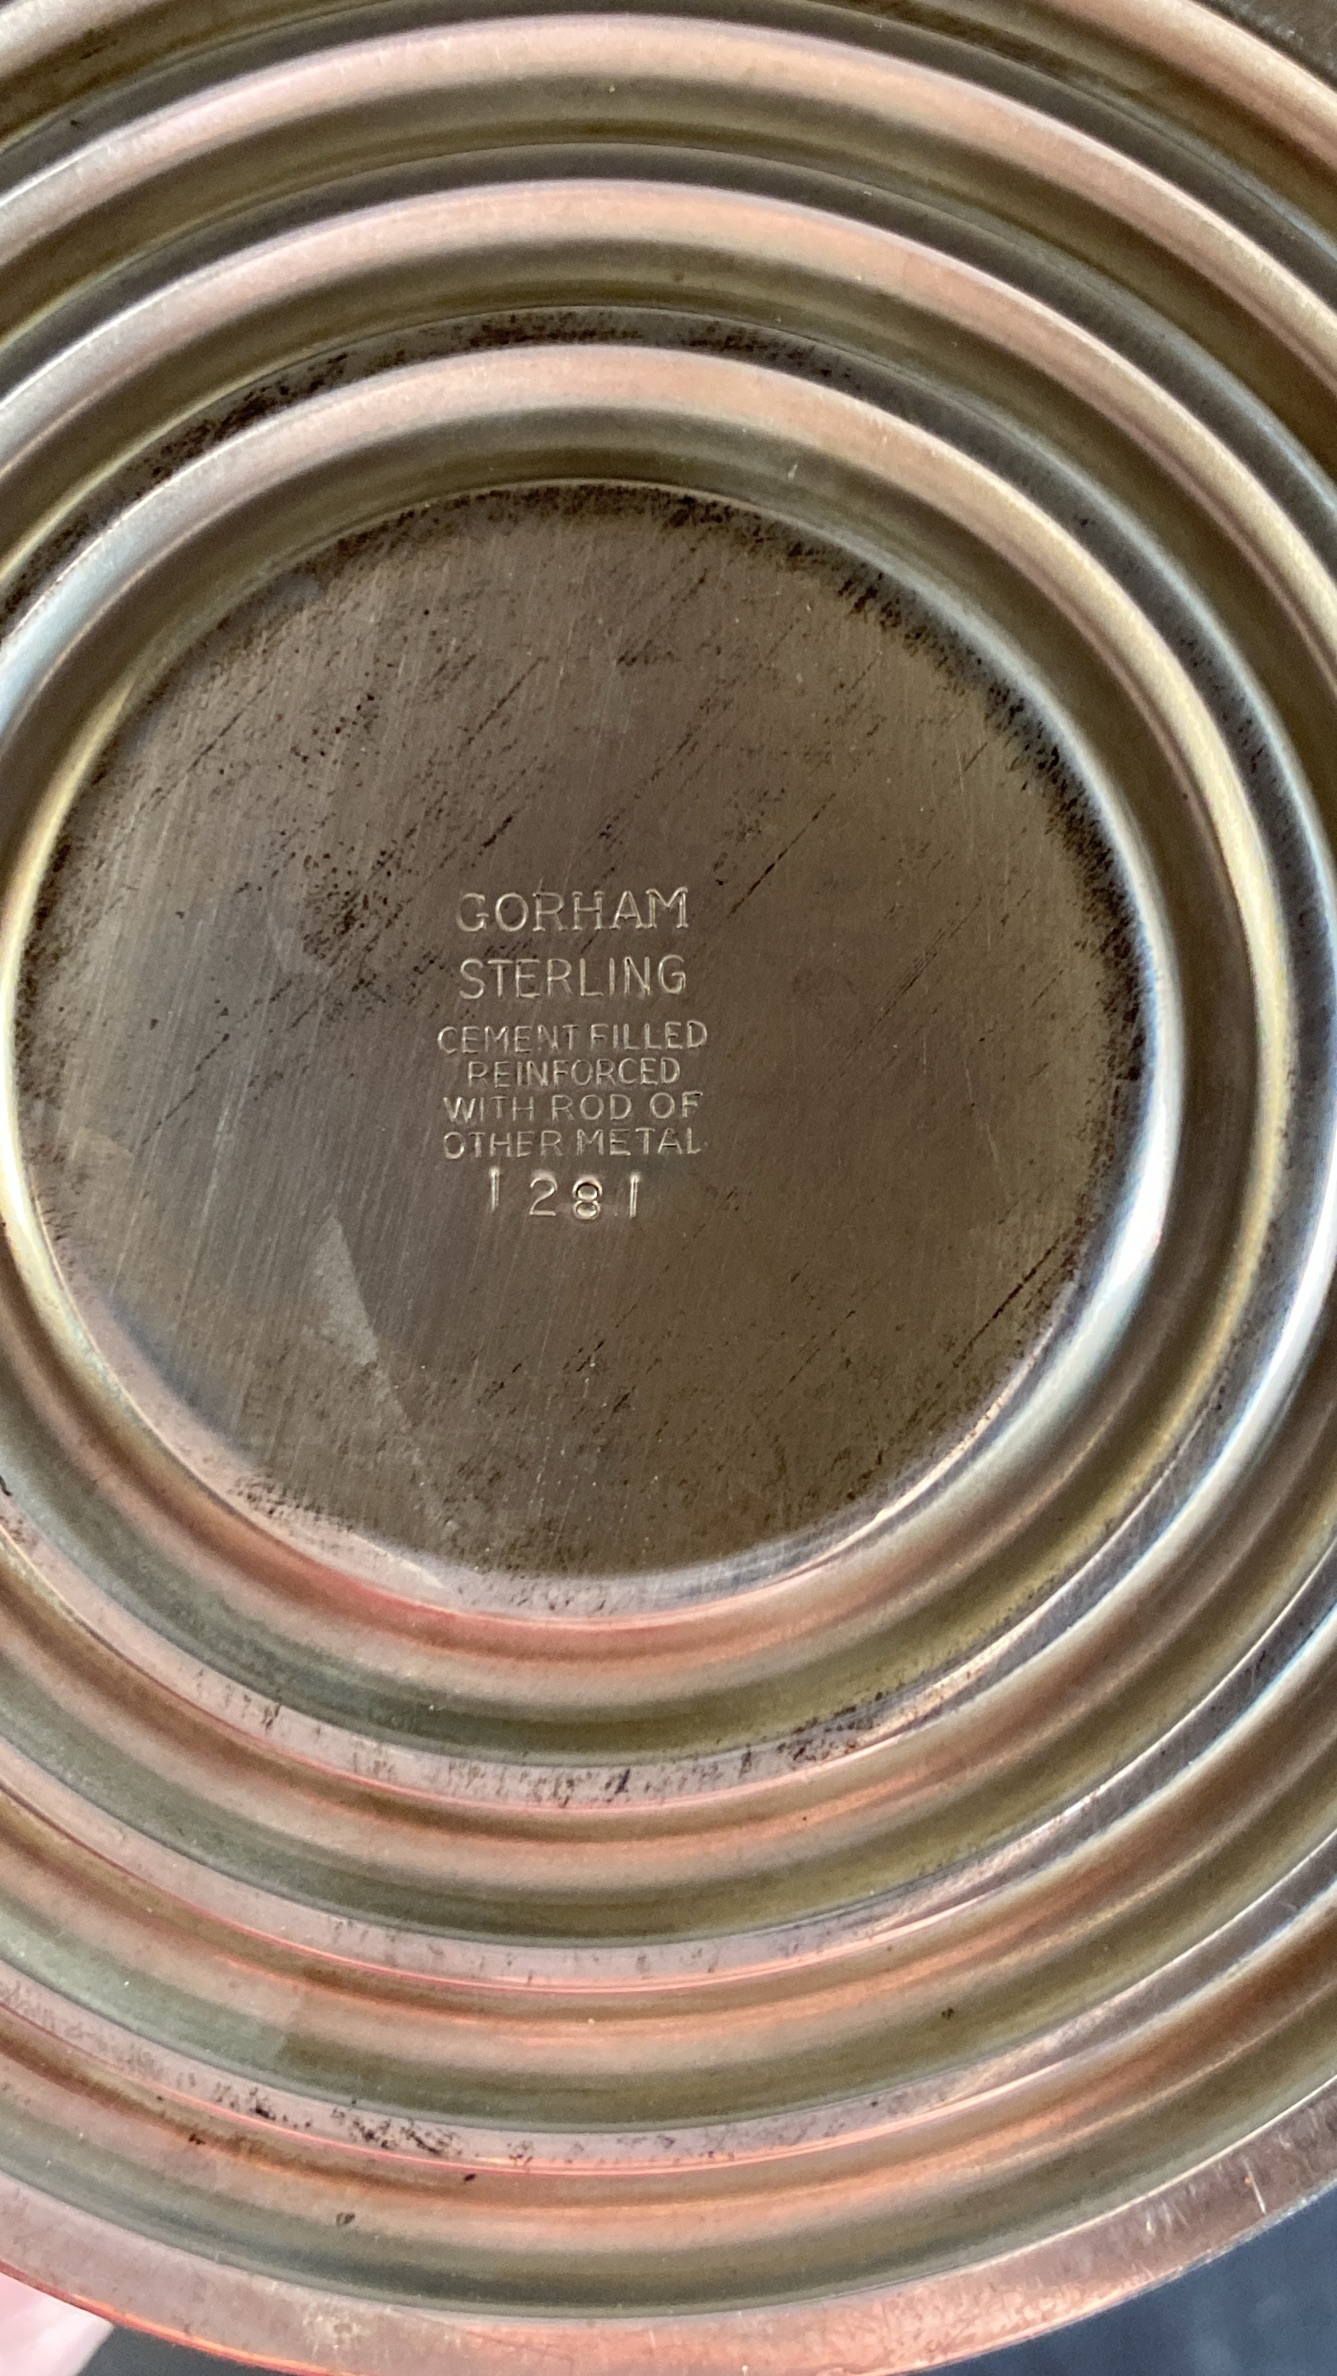 GORHAM
STERLING
CEMENT FILLED
REINFORCED
WITH ROD OF
OTHER METAL
1281